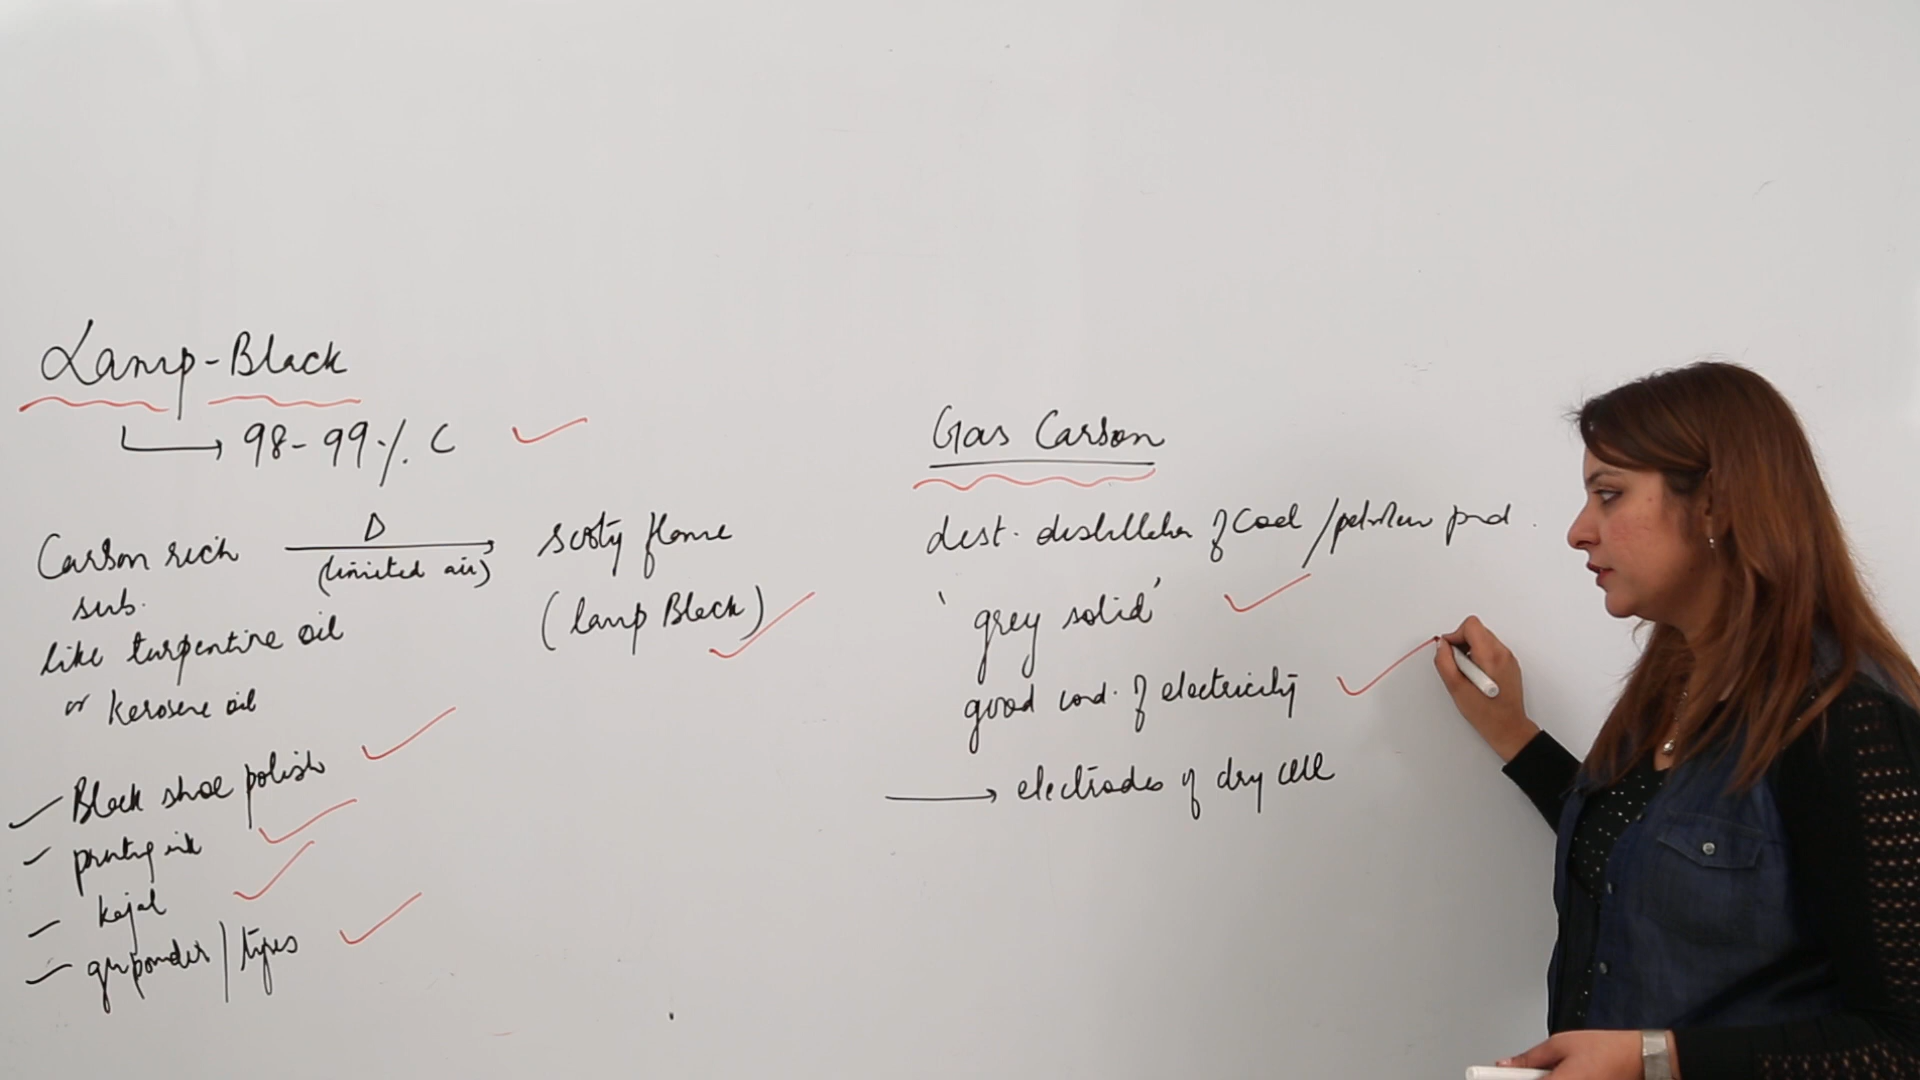 Lamp-Black
98-99% C
Carbon rich sub.
Δ
(limited air)
sooty flame
(lamp Black)
like turpentine oil
or kerosene oil
Black shoe polish
printing ink
kajal
gunpowder / tyres
Gas Carbon
dest. distillation of Coal / petroleum prod.
'grey solid'
good cond. of electricity
electrodes of dry cell